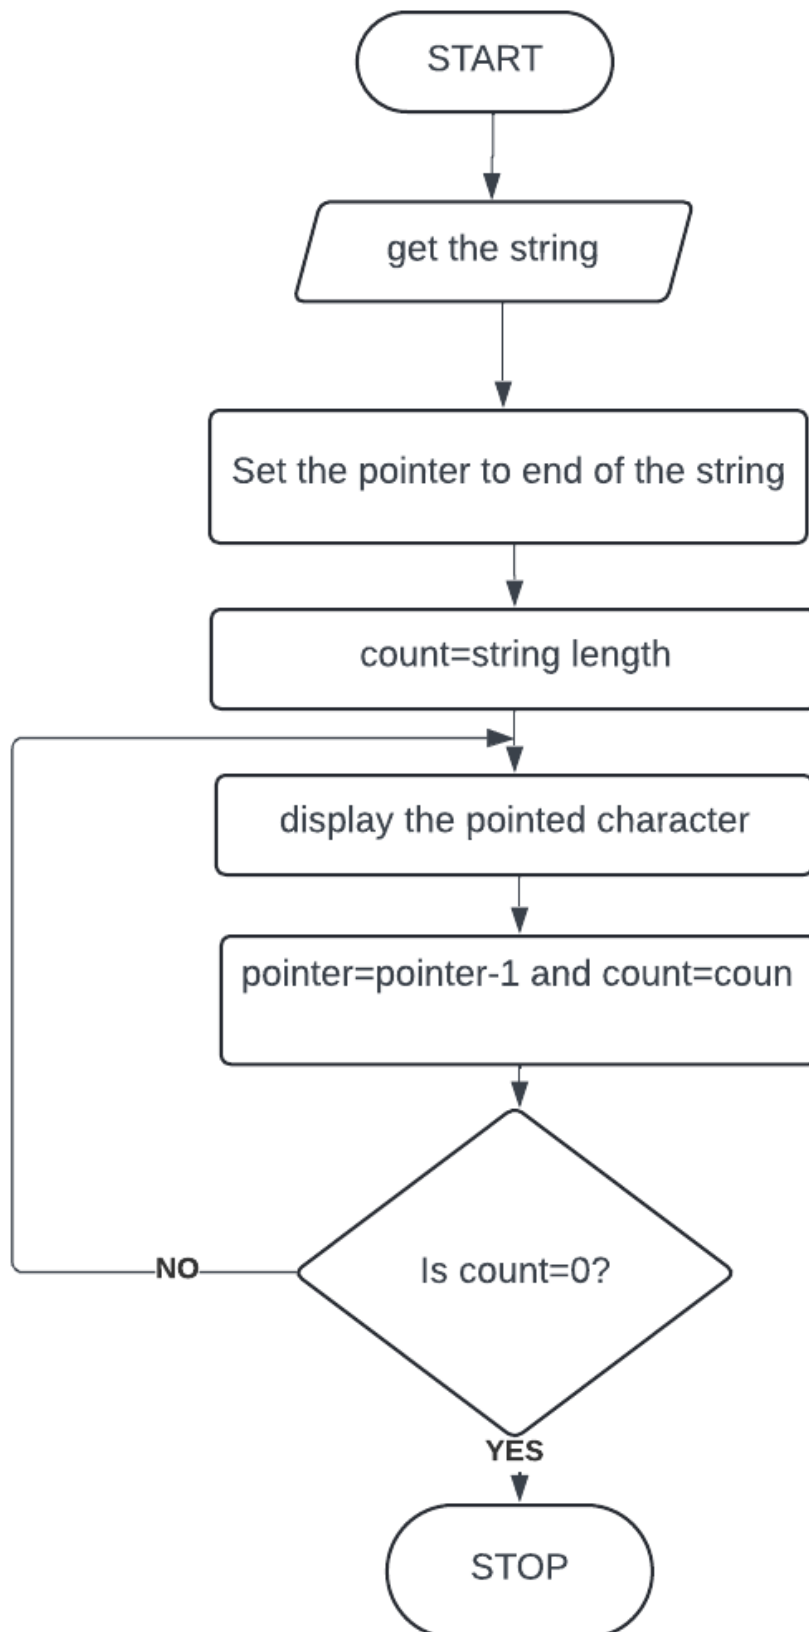 START
get the string
Set the pointer to end of the string
count=string length
display the pointed character
pointer=pointer-1 and count=coun
Is count=0?
NO
YES
STOP